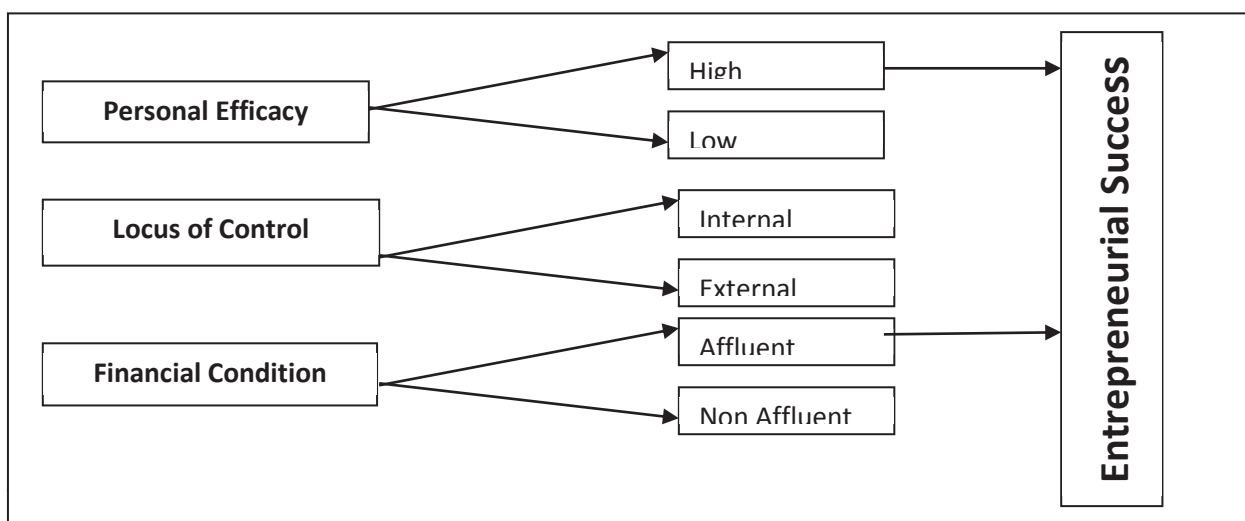 Personal Efficacy
High
Low
Locus of Control
Internal
External
Financial Condition
Affluent
Non Affluent
Entrepreneurial Success